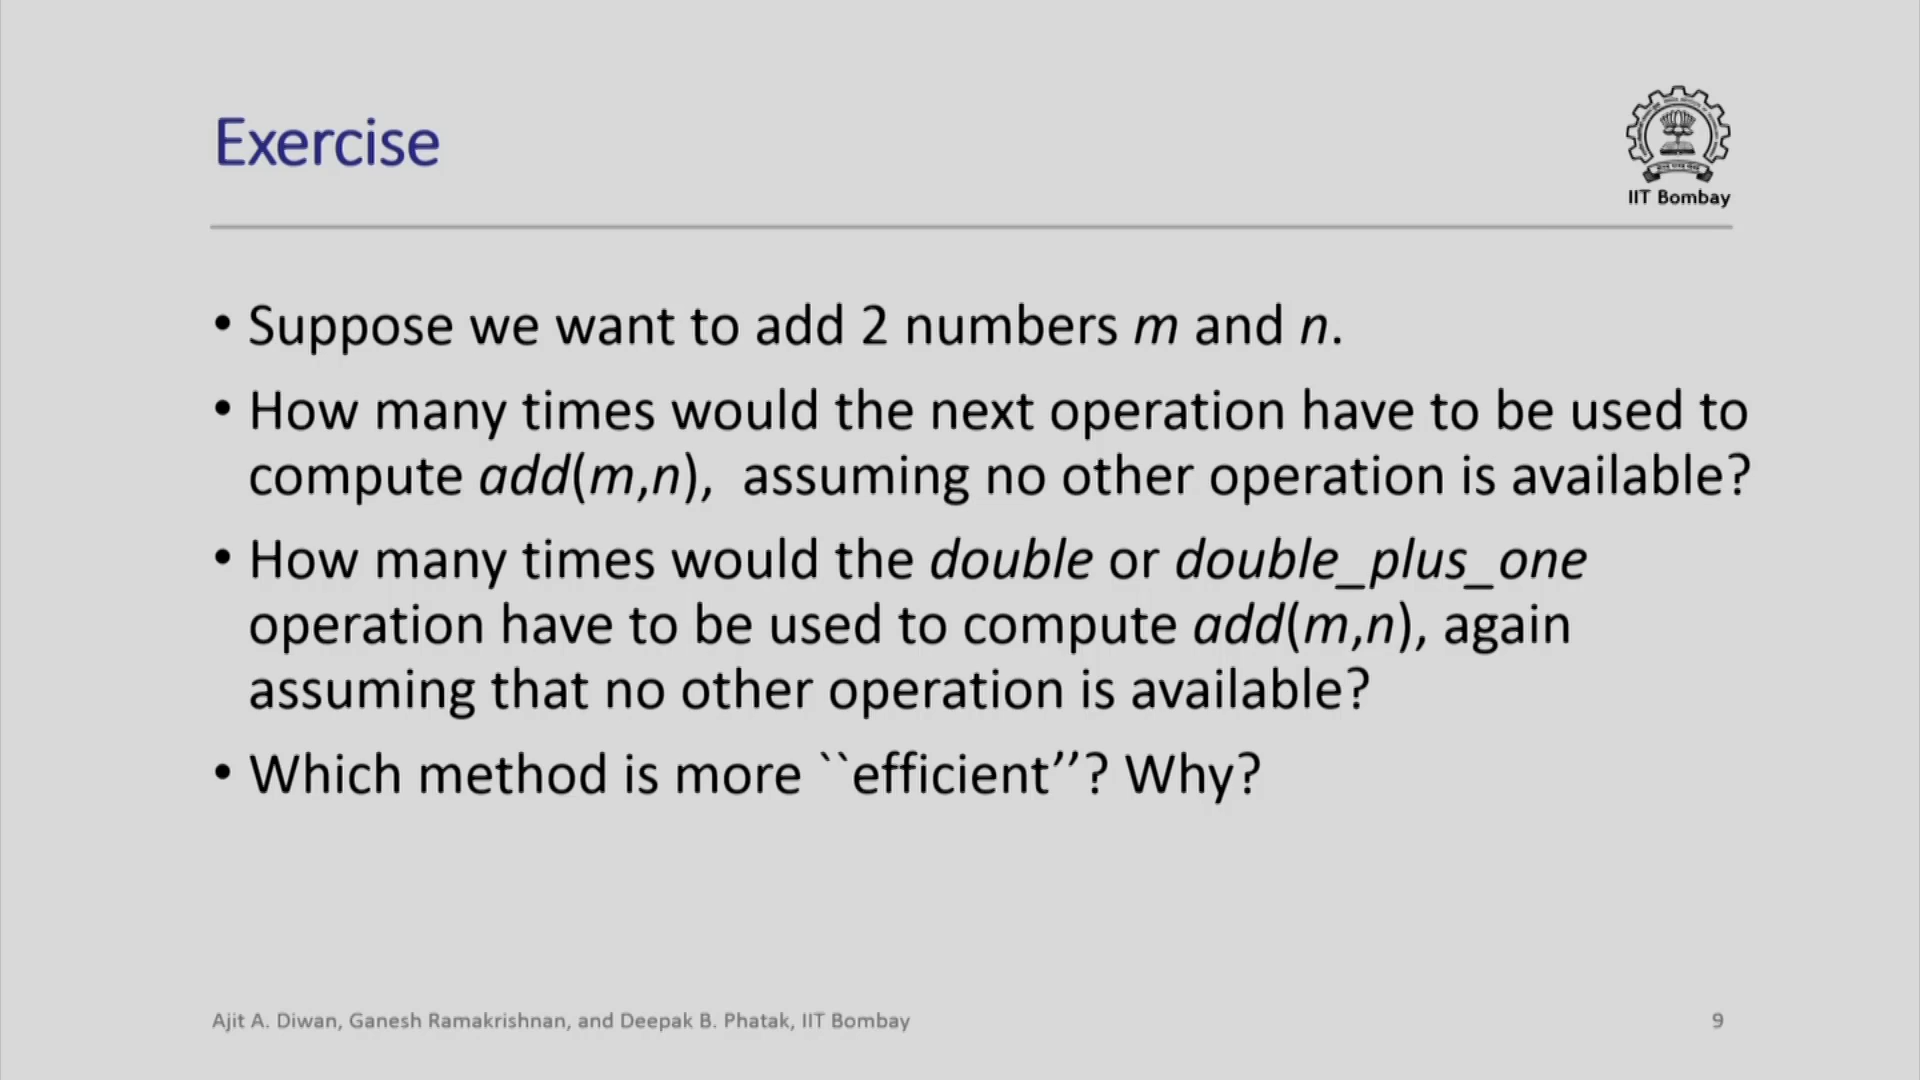 Exercise
IIT Bombay
• Suppose we want to add 2 numbers m and n.
• How many times would the next operation have to be used to
compute add(m,n), assuming no other operation is available?
• How many times would the double or double_plus_one
operation have to be used to compute add(m,n), again
assuming that no other operation is available?
• Which method is more ``efficient’’? Why?
Ajit A. Diwan, Ganesh Ramakrishnan, and Deepak B. Phatak, IIT Bombay
9